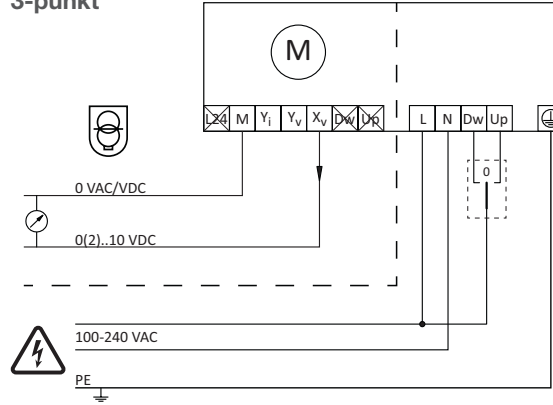 3-punkt
M
L24 M Yi Yv Xv Dw Up L N Dw Up
0
0 VAC/VDC
0(2)..10 VDC
100-240 VAC
PE